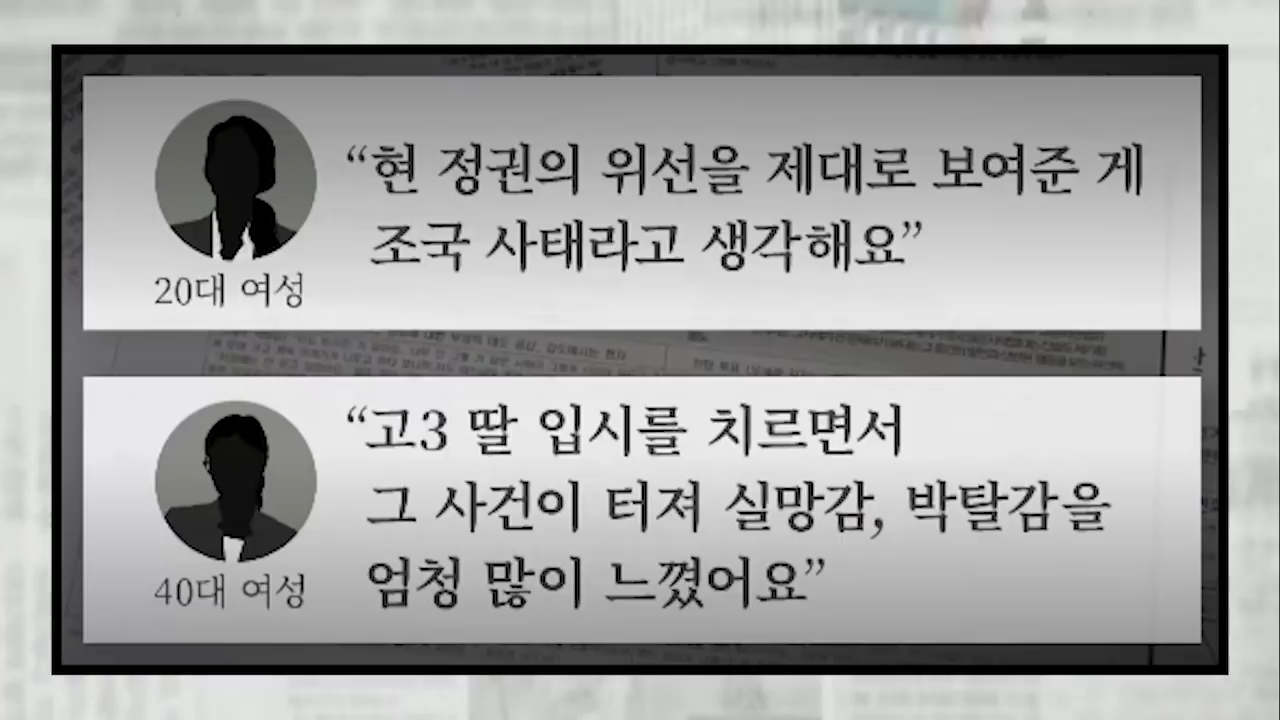 “현 정권의 위선을 제대로 보여준 게
조국 사태라고 생각해요”
20대 여성
“고3 딸 입시를 치르면서
그 사건이 터져 실망감, 박탈감을
엄청 많이 느꼈어요”
40대 여성